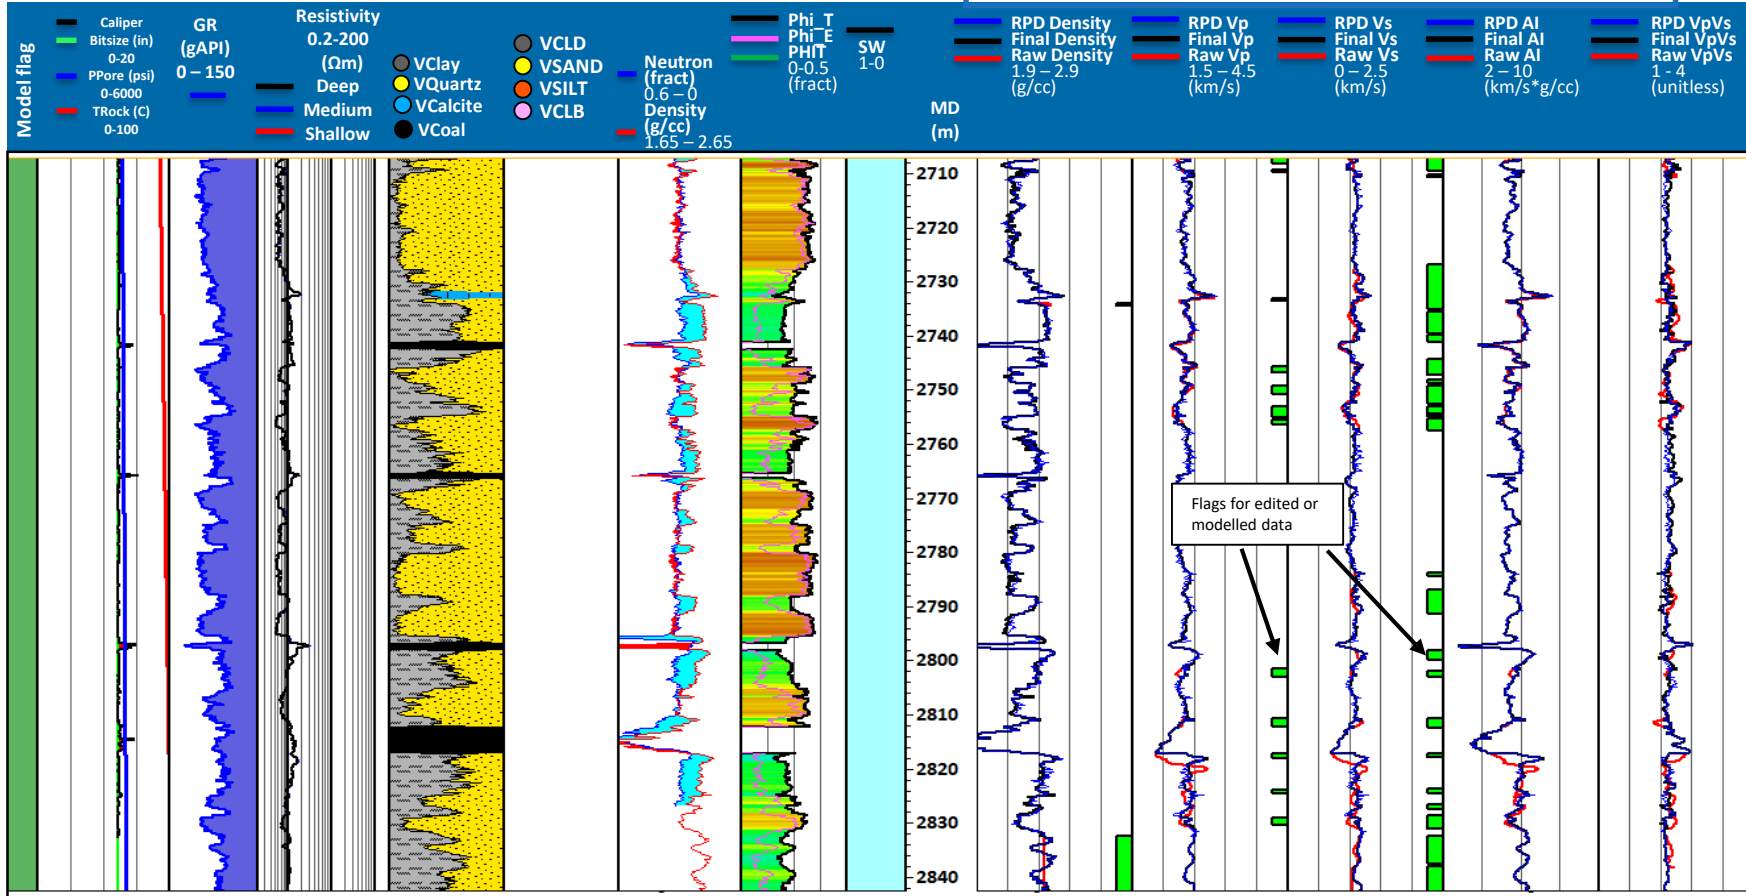 Model flag
Caliper
Bitsize (in)
0-20
PPore (psi)
0-6000
TRock (C)
0-100
GR
(gAPI)
0 – 150
Resistivity
0.2-200
(Ωm)
Deep
Medium
Shallow
VClay
VQuartz
VCalcite
VCoal
VCLD
VSAND
VSILT
VCLB
Neutron
(fract)
0.6 – 0
Density
(g/cc)
1.65 – 2.65
Phi_T
Phi_E
PHIT
0-0.5
(fract)
SW
1-0
MD
(m)
RPD Density
Final Density
Raw Density
1.9 – 2.9
(g/cc)
RPD Vp
Final Vp
Raw Vp
1.5 – 4.5
(km/s)
RPD Vs
Final Vs
Raw Vs
0 – 2.5
(km/s)
RPD AI
Final AI
Raw AI
2 – 10
(km/s*g/cc)
RPD VpVs
Final VpVs
Raw VpVs
1 - 4
(unitless)
2710
2720
2730
2740
2750
2760
2770
2780
2790
2800
2810
2820
2830
2840
Flags for edited or
modelled data